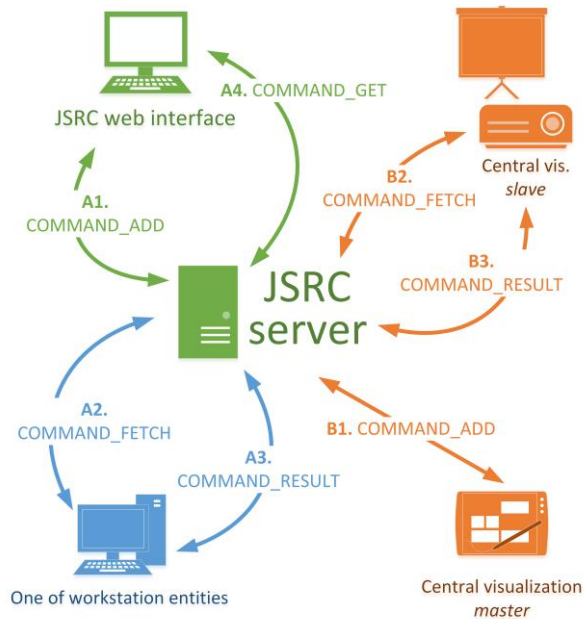 A4. COMMAND_GET
JSRC web interface
A1.
COMMAND_ADD
B2.
COMMAND_FETCH
Central vis.
slave
B3.
COMMAND_RESULT
JSRC
server
A2.
COMMAND_FETCH
A3.
COMMAND_RESULT
B1. COMMAND_ADD
One of workstation entities
Central visualization
master